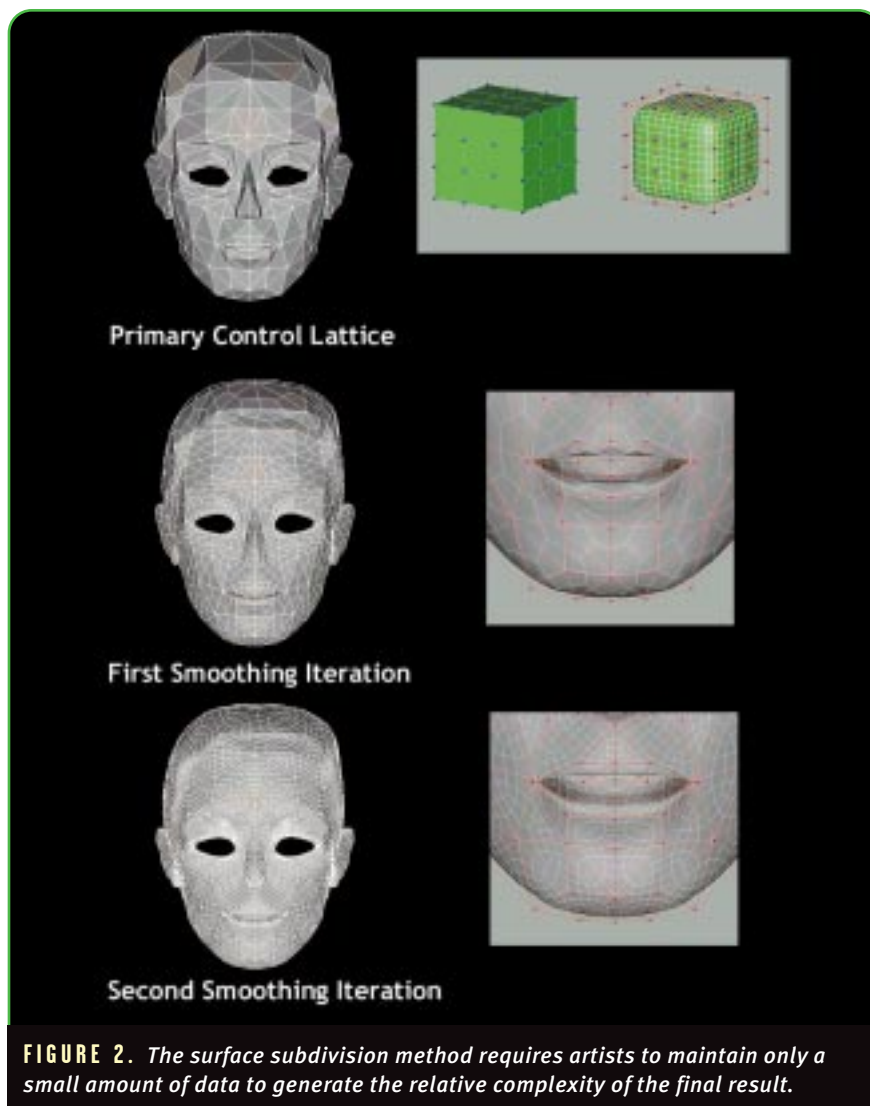 Primary Control Lattice
First Smoothing Iteration
Second Smoothing Iteration
FIGURE 2. The surface subdivision method requires artists to maintain only a
small amount of data to generate the relative complexity of the final result.